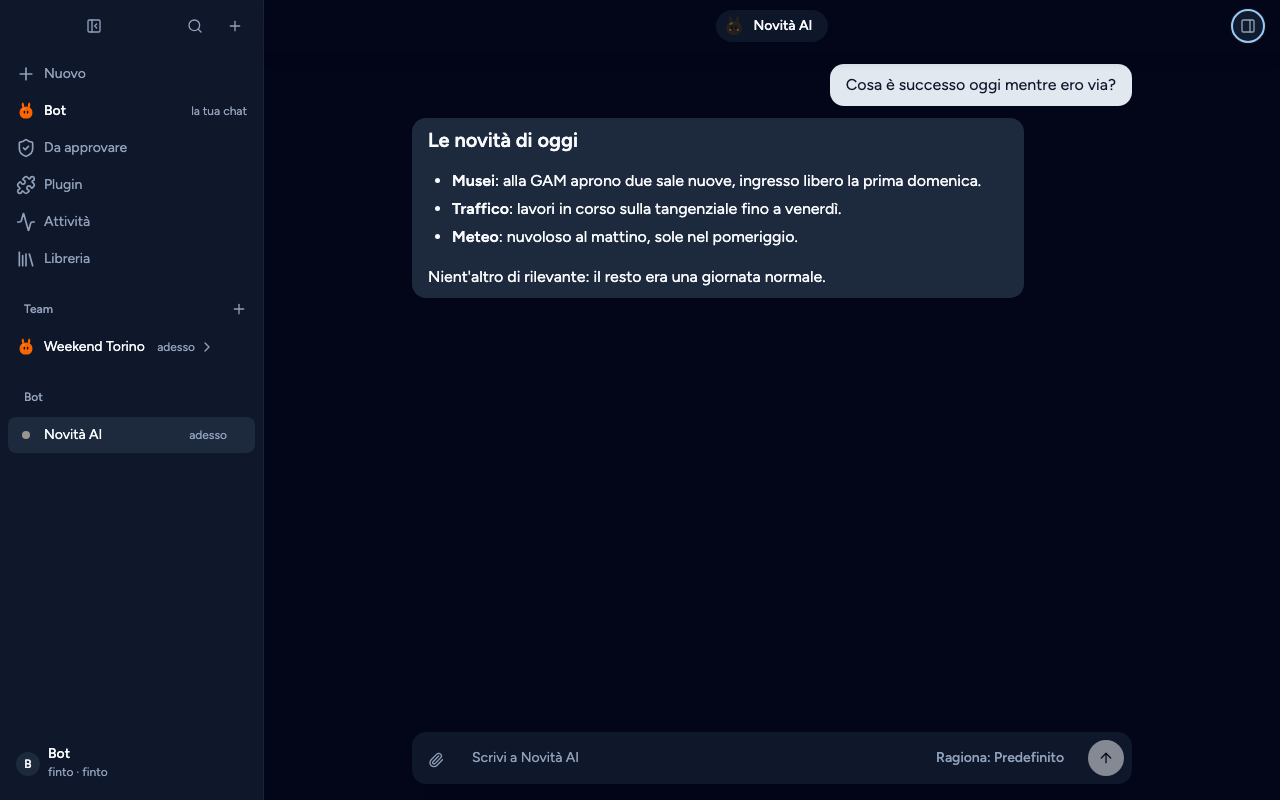 Nuovo
Bot la tua chat
Da approvare
Plugin
Attività
Libreria
Team
Weekend Torino adesso
Bot
Novità AI adesso
B
Bot
finto · finto
Novità AI
Cosa è successo oggi mentre ero via?
Le novità di oggi
Musei: alla GAM aprono due sale nuove, ingresso libero la prima domenica.
Traffico: lavori in corso sulla tangenziale fino a venerdì.
Meteo: nuvoloso al mattino, sole nel pomeriggio.
Nient'altro di rilevante: il resto era una giornata normale.
Scrivi a Novità AI
Ragiona: Predefinito